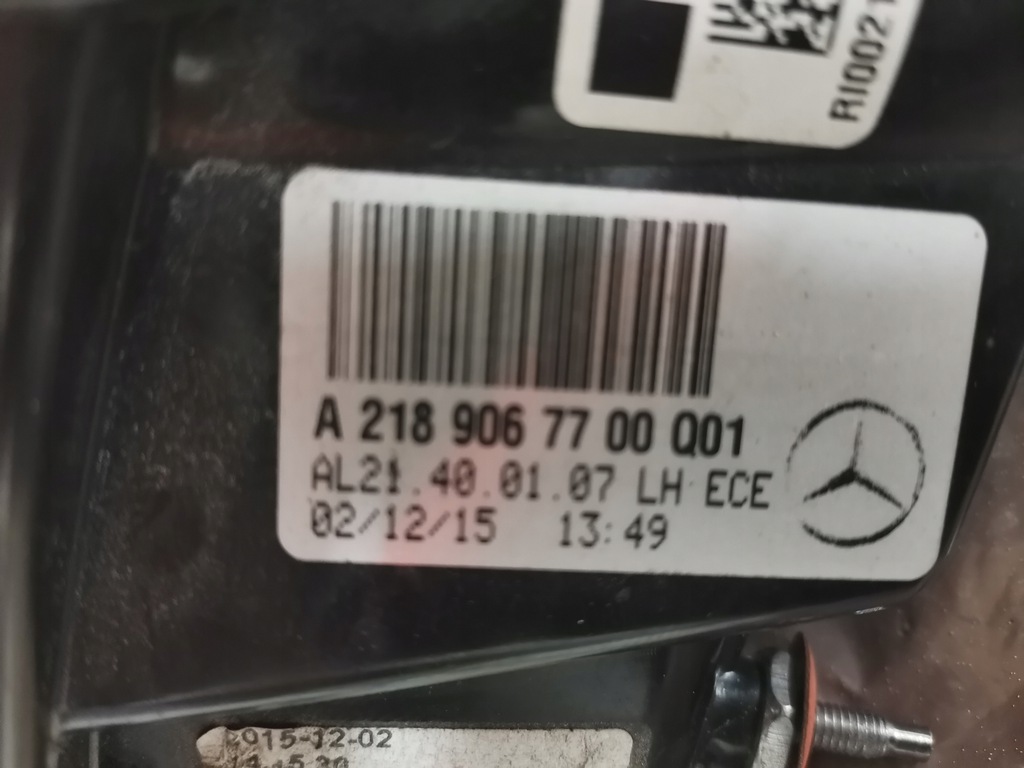 RI0021
A 218 906 77 00 Q01
AL21.40.01.07 LH ECE
02/12/15 13:49
2015-12-02